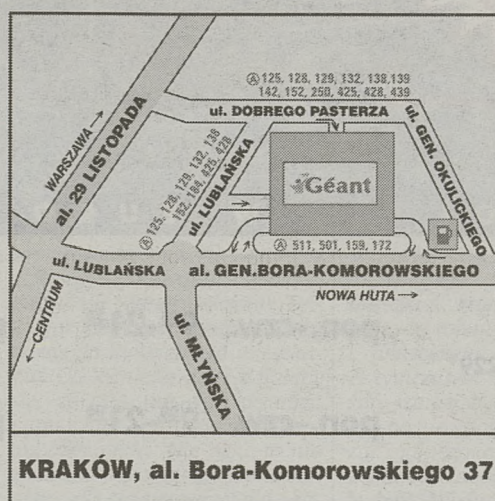 Ⓐ 125, 128, 129, 132, 138,139
142, 152, 250, 425, 428, 439
ul. DOBREGO PASTERZA
ul. GEN. OKULICKIEGO
WARSZAWA →
al. 29 LISTOPADA
Ⓐ 125, 128, 129, 132, 138
152, 184, 425, 428
ul. LUBLAŃSKA
Géant
Ⓐ 511, 501, 159, 172
ul. LUBLAŃSKA
al. GEN.BORA-KOMOROWSKIEGO
NOWA HUTA →
← CENTRUM
ul. MŁYŃSKA
KRAKÓW, al. Bora-Komorowskiego 37